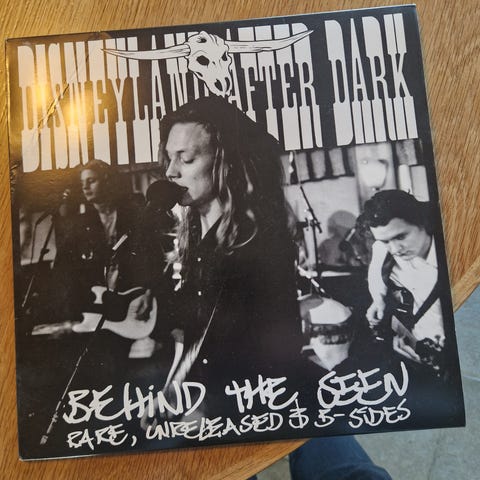 DISNEYLAND AFTER DARK
BEHIND THE SEEN
RARE, UNRELEASED & B-SIDES